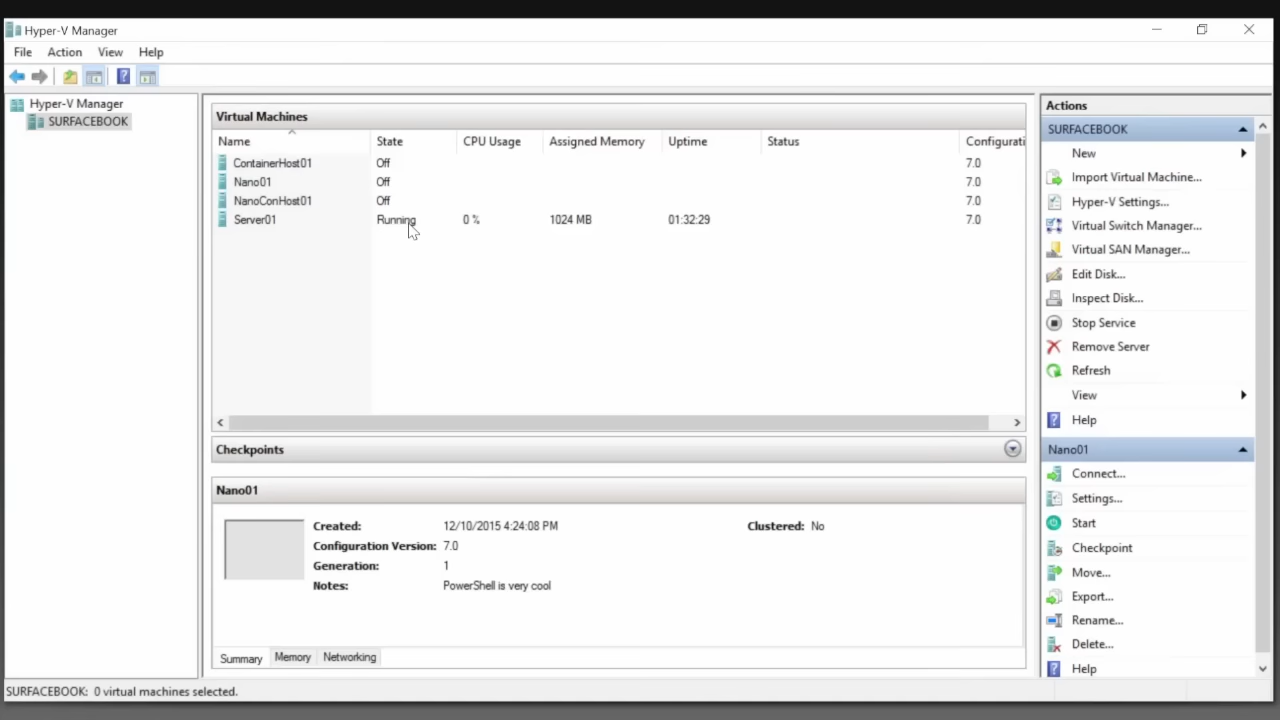 Hyper-V Manager
File Action View Help
Hyper-V Manager
SURFACEBOOK
Virtual Machines
Name State CPU Usage Assigned Memory Uptime Status Configurati
ContainerHost01 Off 7.0
Nano01 Off 7.0
NanoConHost01 Off 7.0
Server01 Running 0 % 1024 MB 01:32:29 7.0
Checkpoints
Nano01
Created: 12/10/2015 4:24:08 PM Clustered: No
Configuration Version: 7.0
Generation: 1
Notes: PowerShell is very cool
Summary Memory Networking
Actions
SURFACEBOOK
New
Import Virtual Machine...
Hyper-V Settings...
Virtual Switch Manager...
Virtual SAN Manager...
Edit Disk...
Inspect Disk...
Stop Service
Remove Server
Refresh
View
Help
Nano01
Connect...
Settings...
Start
Checkpoint
Move...
Export...
Rename...
Delete...
Help
SURFACEBOOK: 0 virtual machines selected.